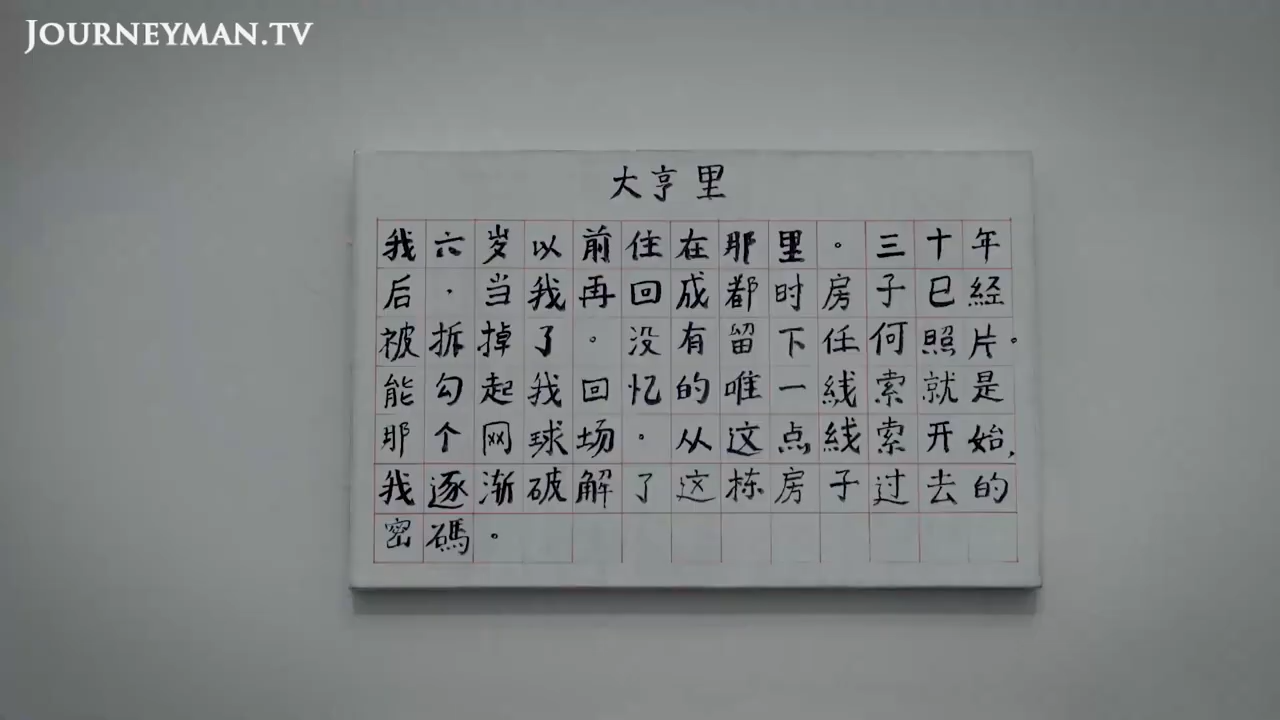 JOURNEYMAN.TV
大亨里
我六岁以前住在那里。三十年
后，当我再回成都时房子已経
被拆掉了。没有留下任何照片。
能勾起我回忆的唯一線索就是
那个网球场。从这点線索开始,
我逐渐破解了这栋房子过去的
密碼。